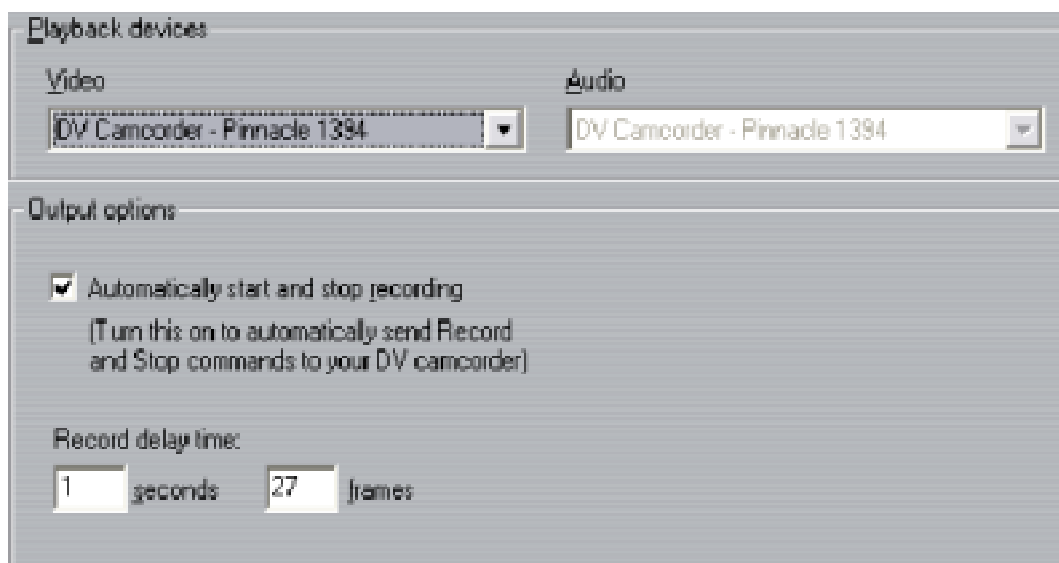 Playback devices
Video
Audio
DV Camcorder - Pinnacle 1394
DV Camcorder - Pinnacle 1394
Output options
Automatically start and stop recording
(Turn this on to automatically send Record
and Stop commands to your DV camcorder)
Record delay time:
1 seconds 27 frames